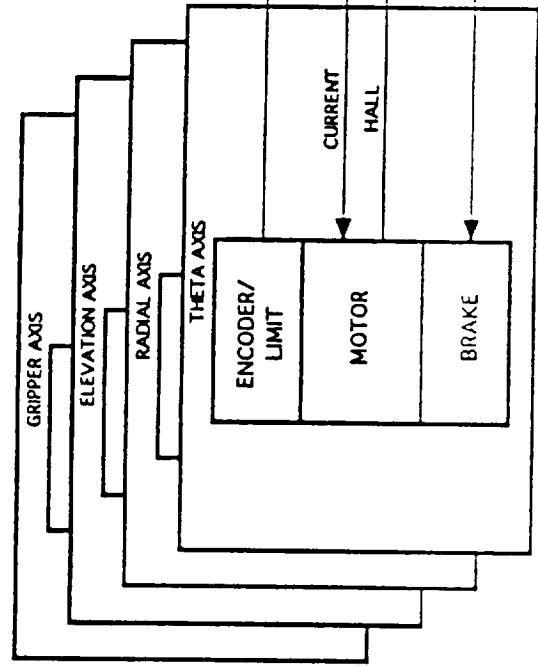 GRIPPER AXIS
ELEVATION AXIS
RADIAL AXIS
THETA AXIS
ENCODER/
LIMIT
MOTOR
BRAKE
CURRENT
HALL